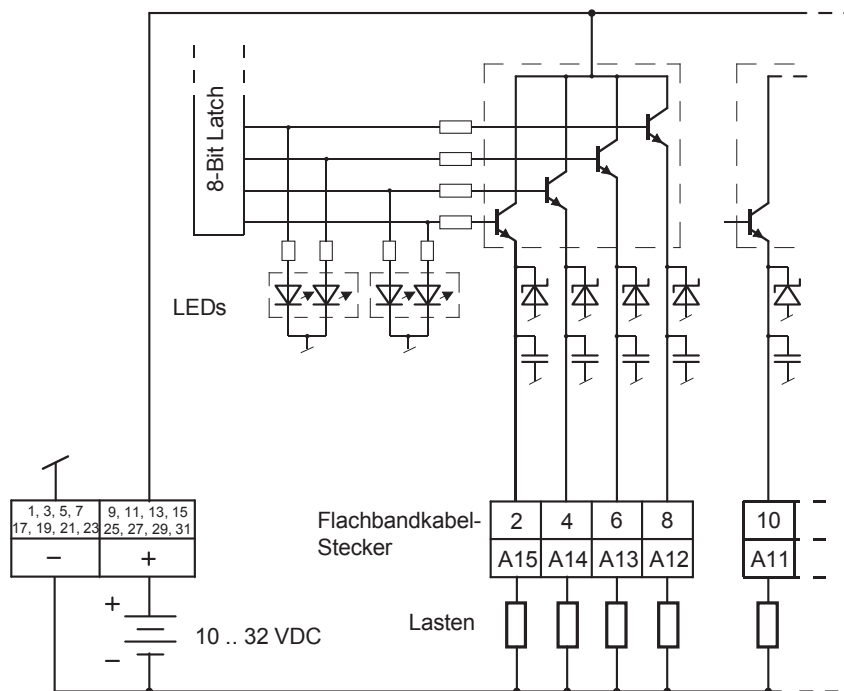 8-Bit Latch
LEDs
1, 3, 5, 7
17, 19, 21, 23
9, 11, 13, 15
25, 27, 29, 31
–
+
Flachbandkabel-
Stecker
2
4
6
8
10
A15
A14
A13
A12
A11
+
–
10 .. 32 VDC
Lasten